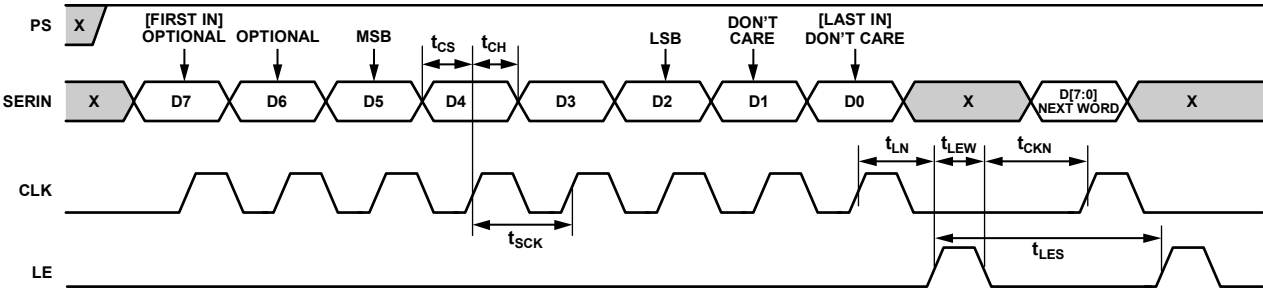 PS X
[FIRST IN]
OPTIONAL
OPTIONAL
MSB
tCS
tCH
LSB
DON'T
CARE
[LAST IN]
DON'T CARE
SERIN X D7 D6 D5 D4 D3 D2 D1 D0 X D[7:0]
NEXT WORD X
tLN tLEW tCKN
CLK
tSCK
tLES
LE